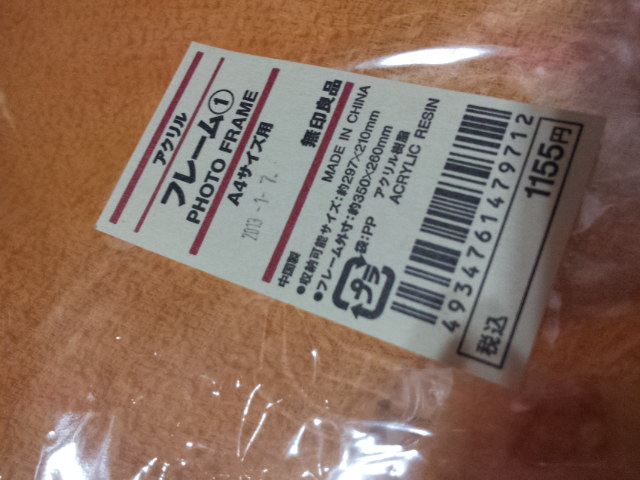 アクリル
フレーム①
PHOTO FRAME
A4サイズ用
2013 -1- 7.
無印良品
中国製 MADE IN CHINA
●収納可能サイズ:約297×210mm
●フレーム外寸:約350×260mm
プラ 袋:PP アクリル樹脂
ACRYLIC RESIN
4934761479712
税込 1155円